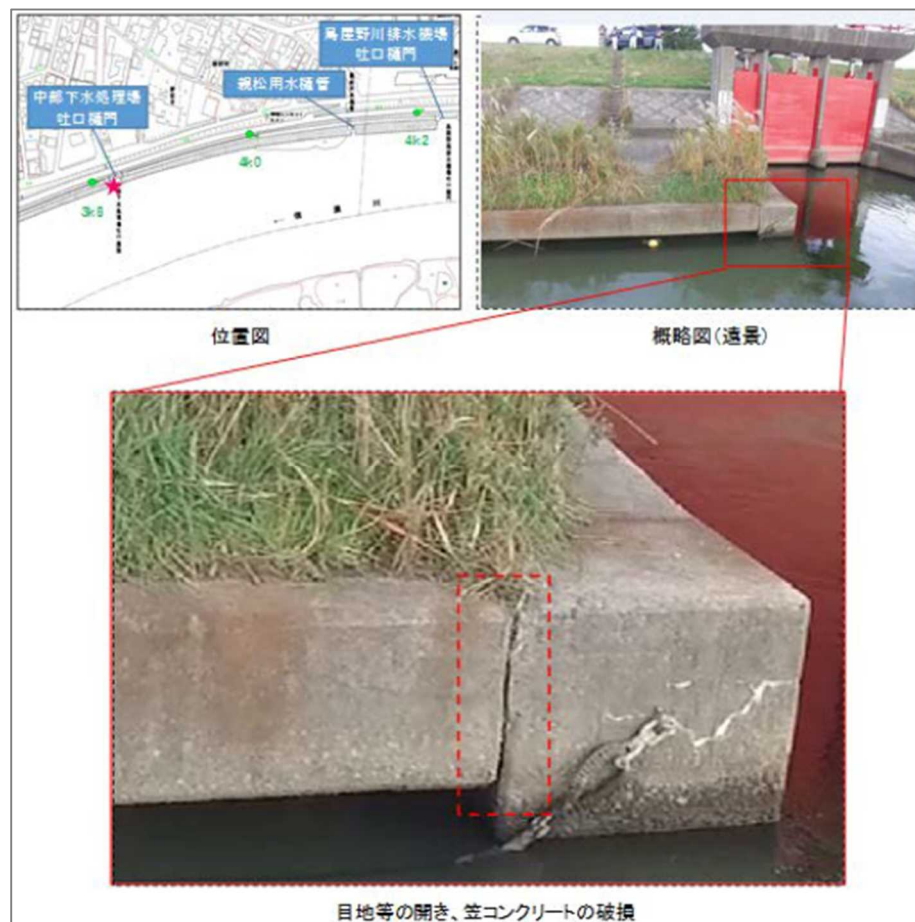 中部下水処理場
吐口樋門
親松用水樋管
鳥屋野川排水機場
吐口樋門
3k8
4k0
4k2
位置図
概略図(遠景)
目地等の開き、笠コンクリートの破損